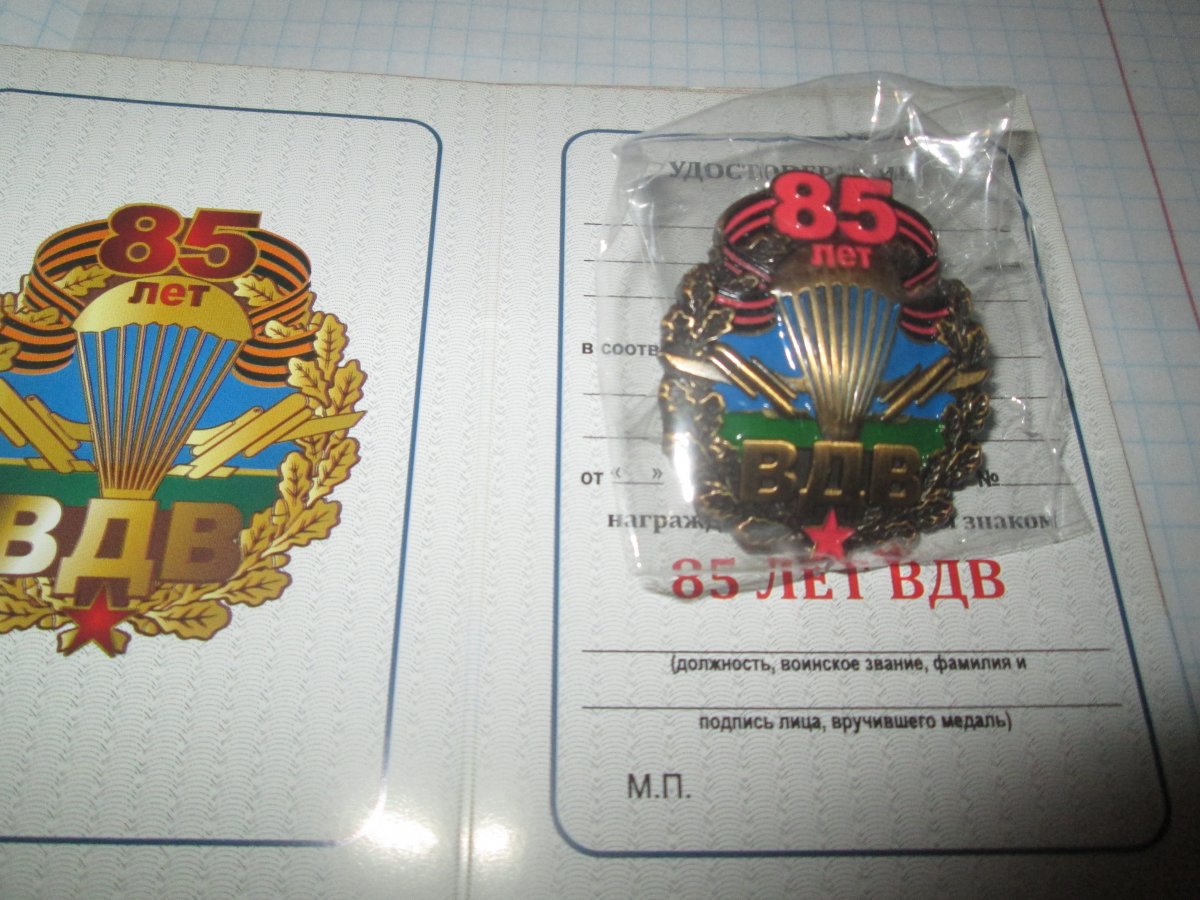 85
лет
ВДВ
85
лет
ВДВ
в соотв
от «__» №
награжд знаком
85 ЛЕТ ВДВ
(должность, воинское звание, фамилия и
подпись лица, вручившего медаль)
М.П.